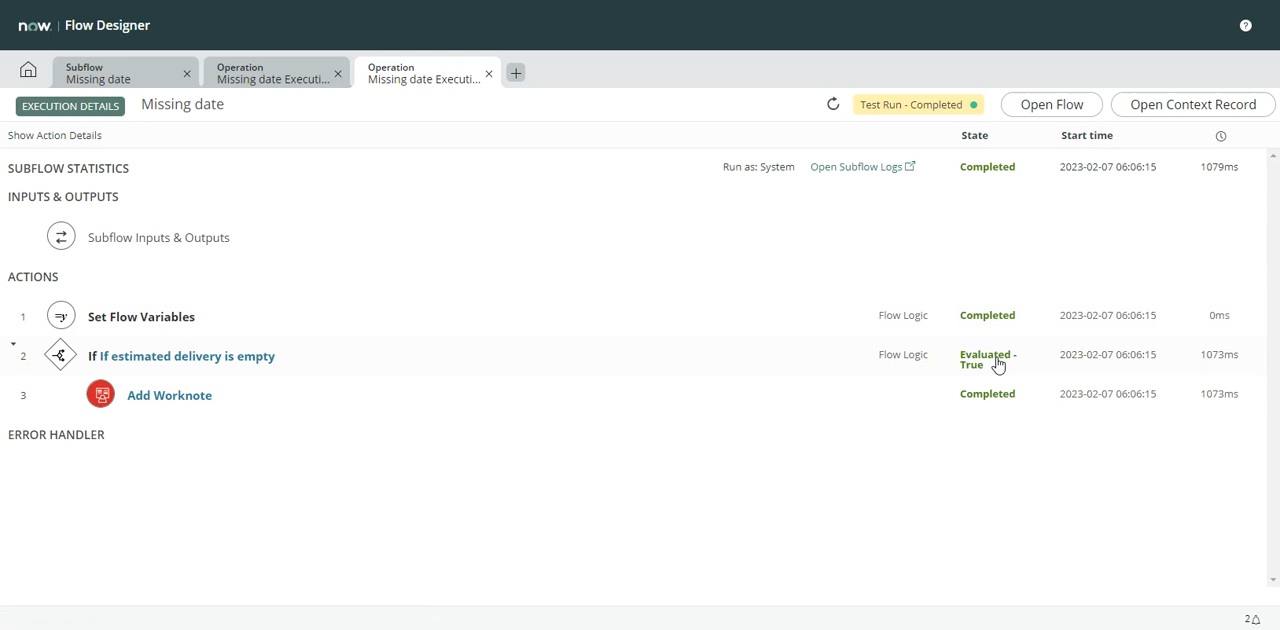 now. | Flow Designer
?
Subflow
Missing date
Operation
Missing date Executi...
Operation
Missing date Executi...
EXECUTION DETAILS Missing date
Test Run - Completed
Open Flow
Open Context Record
Show Action Details State Start time
SUBFLOW STATISTICS Run as: System Open Subflow Logs Completed 2023-02-07 06:06:15 1079ms
INPUTS & OUTPUTS
Subflow Inputs & Outputs
ACTIONS
1 Set Flow Variables Flow Logic Completed 2023-02-07 06:06:15 0ms
2 If If estimated delivery is empty Flow Logic Evaluated - 2023-02-07 06:06:15 1073ms
True
3 Add Worknote Completed 2023-02-07 06:06:15 1073ms
ERROR HANDLER
2